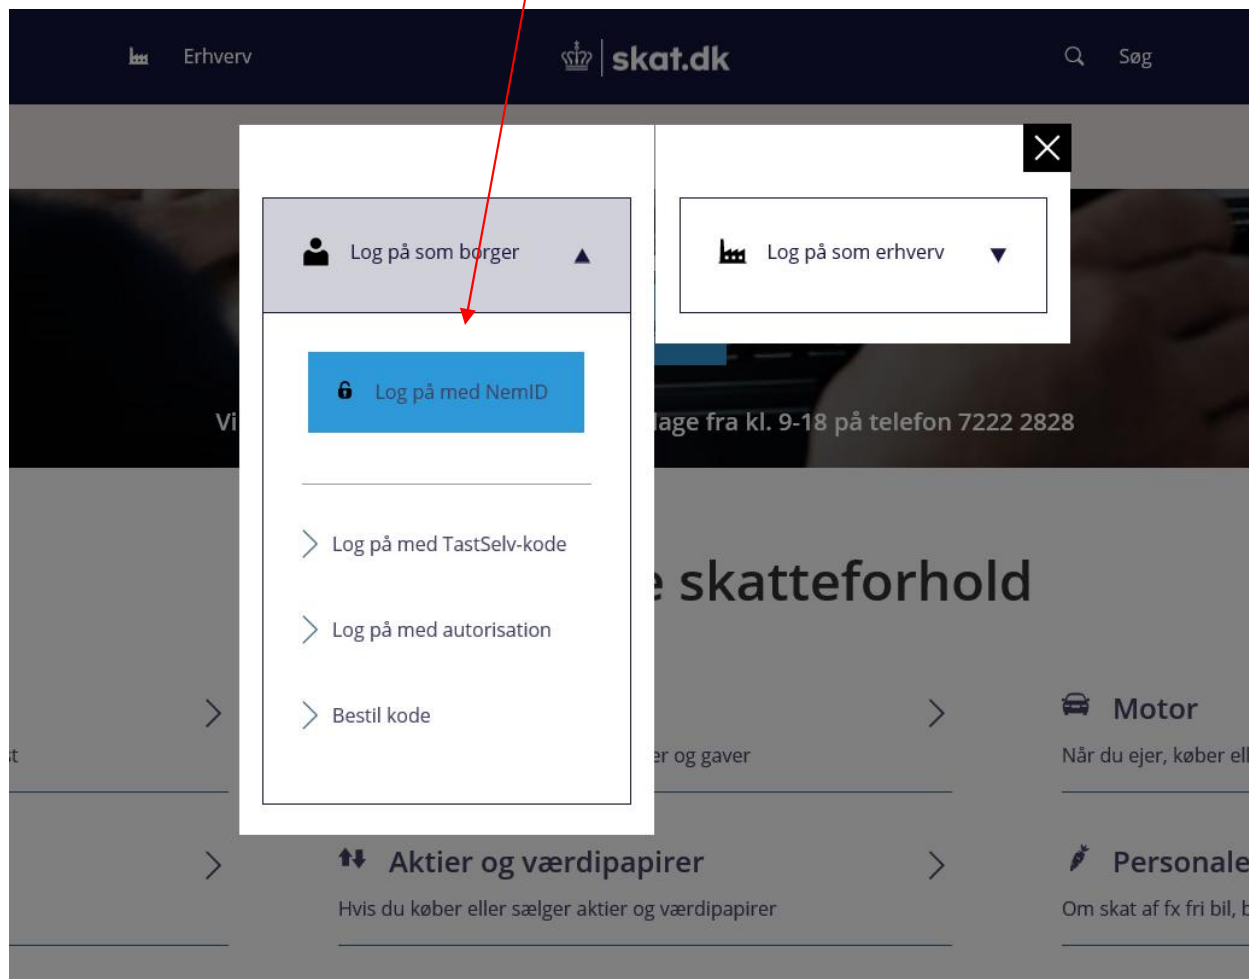 Erhverv
skat.dk
Søg
Log på som borger
Log på som erhverv
Log på med NemID
Vi
lage fra kl. 9-18 på telefon 7222 2828
Log på med TastSelv-kode
skatteforhold
Log på med autorisation
Bestil kode
Motor
st
er og gaver
Når du ejer, køber ell
Aktier og værdipapirer
Personale
Hvis du køber eller sælger aktier og værdipapirer
Om skat af fx fri bil, b